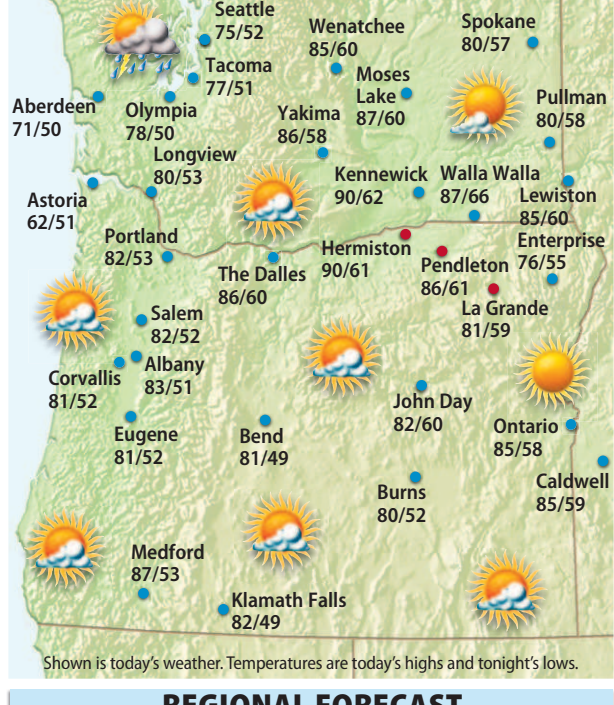 Seattle
75/52
Wenatchee
85/60
Spokane
80/57
Tacoma
77/51
Moses
Lake
87/60
Aberdeen
71/50
Olympia
78/50
Yakima
86/58
Pullman
80/58
Longview
80/53
Kennewick
90/62
Walla Walla
87/66
Lewiston
85/60
Astoria
62/51
Portland
82/53
The Dalles
86/60
Hermiston
90/61
Pendleton
86/61
Enterprise
76/55
La Grande
81/59
Salem
82/52
Albany
83/51
Corvallis
81/52
John Day
82/60
Eugene
81/52
Bend
81/49
Ontario
85/58
Burns
80/52
Caldwell
85/59
Medford
87/53
Klamath Falls
82/49
Shown is today's weather. Temperatures are today's highs and tonight's lows.
REGIONAL FORECAST